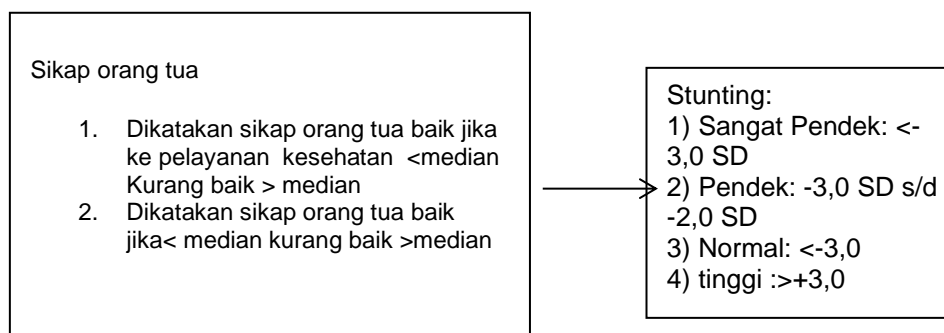 Sikap orang tua
1. Dikatakan sikap orang tua baik jika
ke pelayanan kesehatan <median
Kurang baik > median
2. Dikatakan sikap orang tua baik
jika< median kurang baik >median
Stunting:
1) Sangat Pendek: <-
3,0 SD
2) Pendek: -3,0 SD s/d
-2,0 SD
3) Normal: <-3,0
4) tinggi :>+3,0